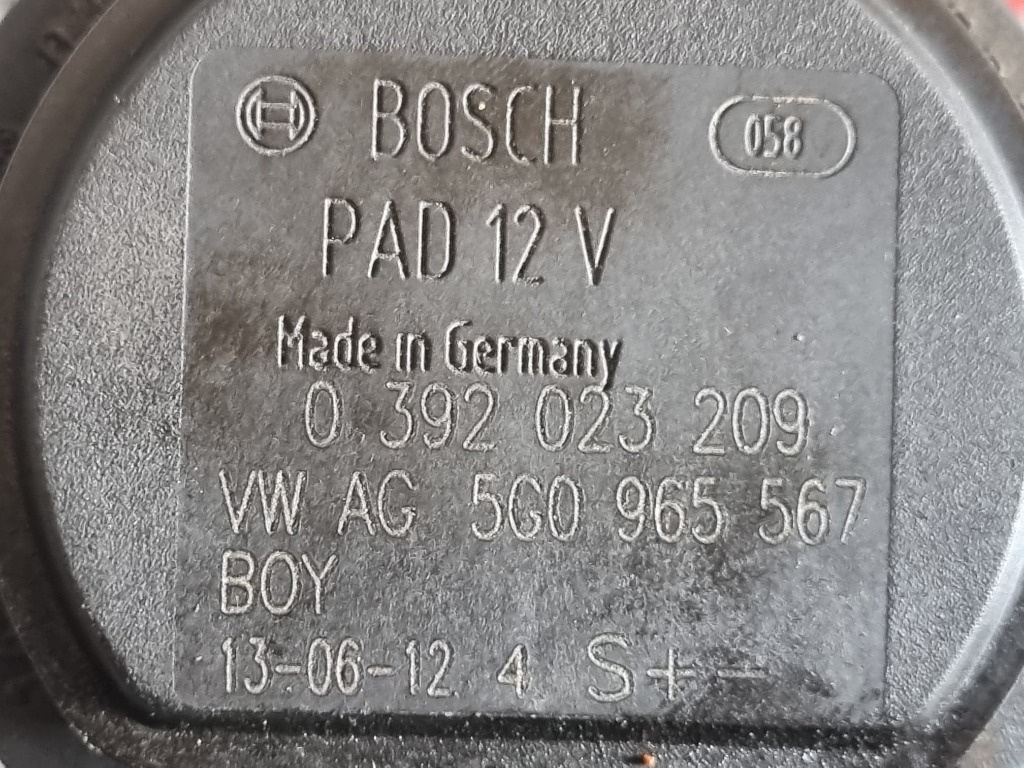 BOSCH 058
PAD 12 V
Made in Germany
0 392 023 209
VW AG 5G0 965 567
BOY
13-06-12 4 S+-